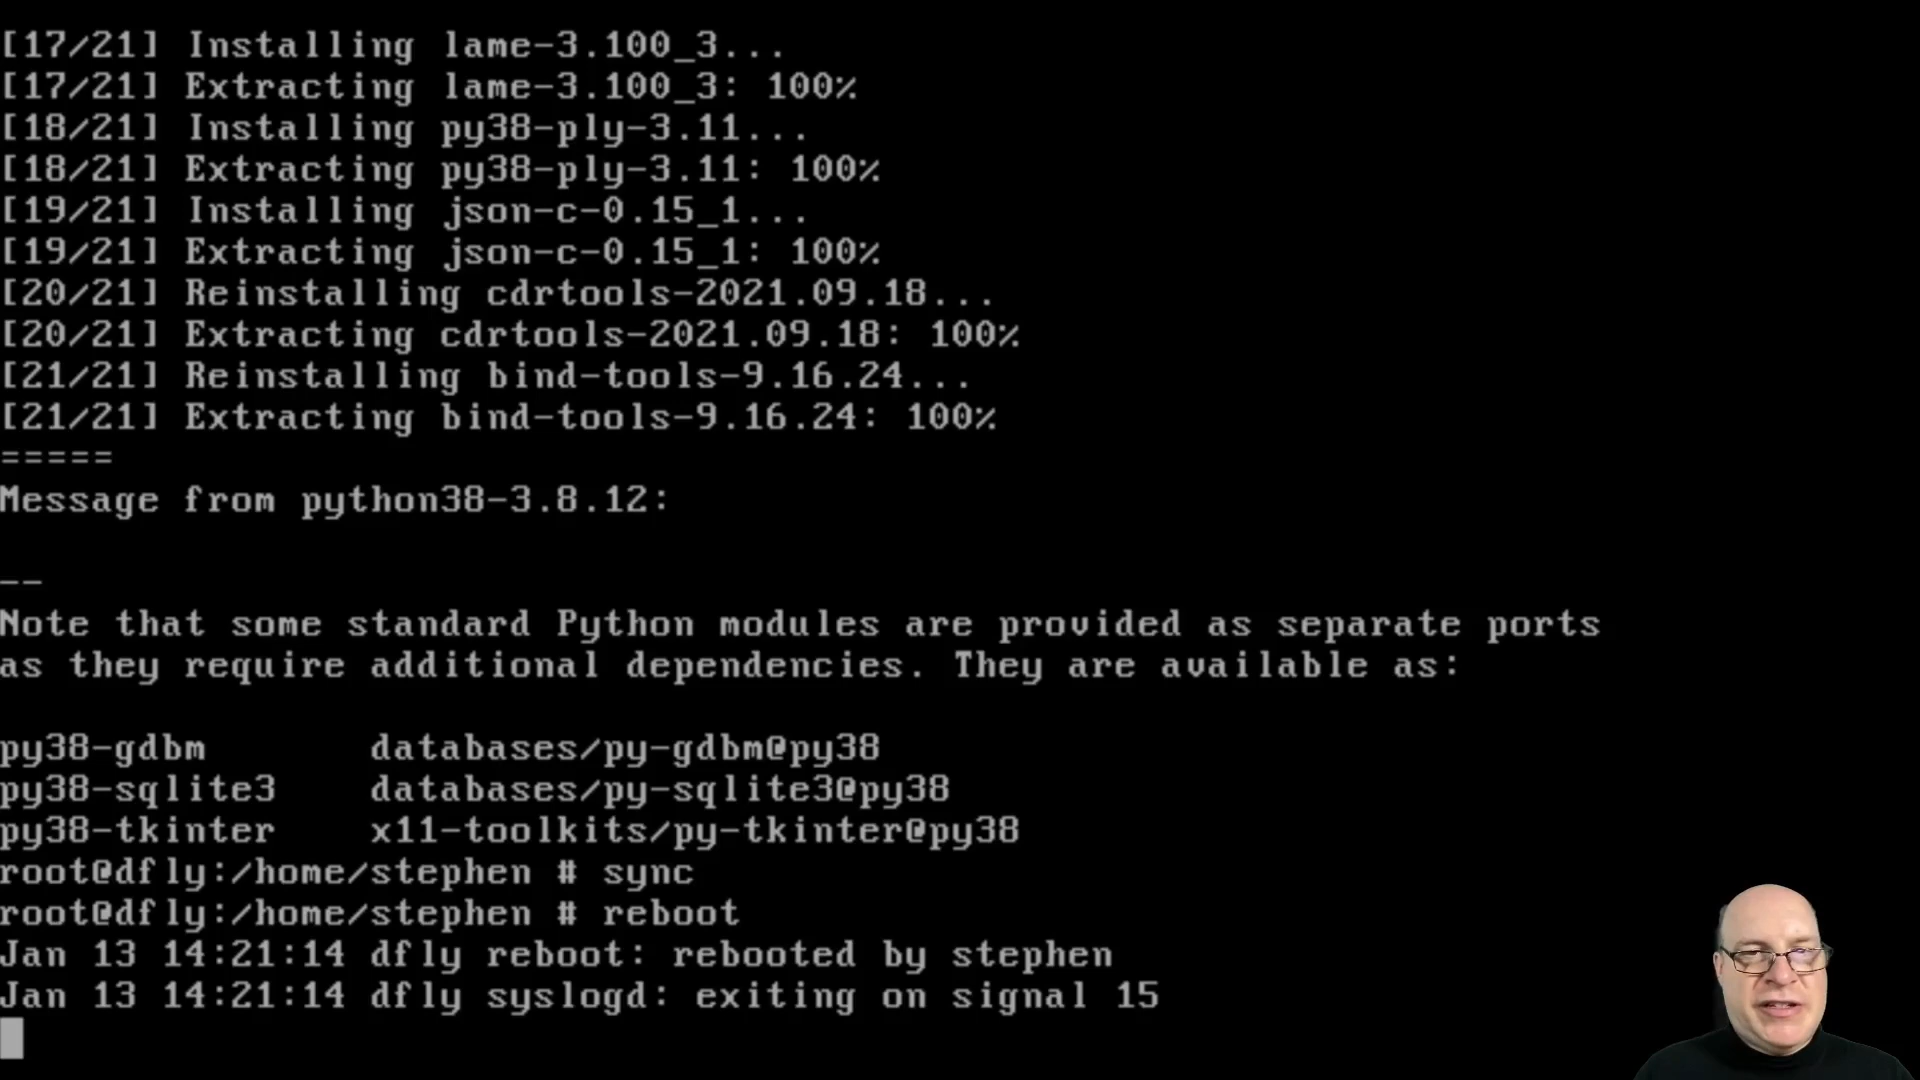 [17/21] Installing lame-3.100_3...
[17/21] Extracting lame-3.100_3: 100%
[18/21] Installing py38-ply-3.11...
[18/21] Extracting py38-ply-3.11: 100%
[19/21] Installing json-c-0.15_1...
[19/21] Extracting json-c-0.15_1: 100%
[20/21] Reinstalling cdrtools-2021.09.18...
[20/21] Extracting cdrtools-2021.09.18: 100%
[21/21] Reinstalling bind-tools-9.16.24...
[21/21] Extracting bind-tools-9.16.24: 100%
=====
Message from python38-3.8.12:
--
Note that some standard Python modules are provided as separate ports
as they require additional dependencies. They are available as:
py38-gdbm       databases/py-gdbm@py38
py38-sqlite3    databases/py-sqlite3@py38
py38-tkinter    x11-toolkits/py-tkinter@py38
root@dfly:/home/stephen # sync
root@dfly:/home/stephen # reboot
Jan 13 14:21:14 dfly reboot: rebooted by stephen
Jan 13 14:21:14 dfly syslogd: exiting on signal 15